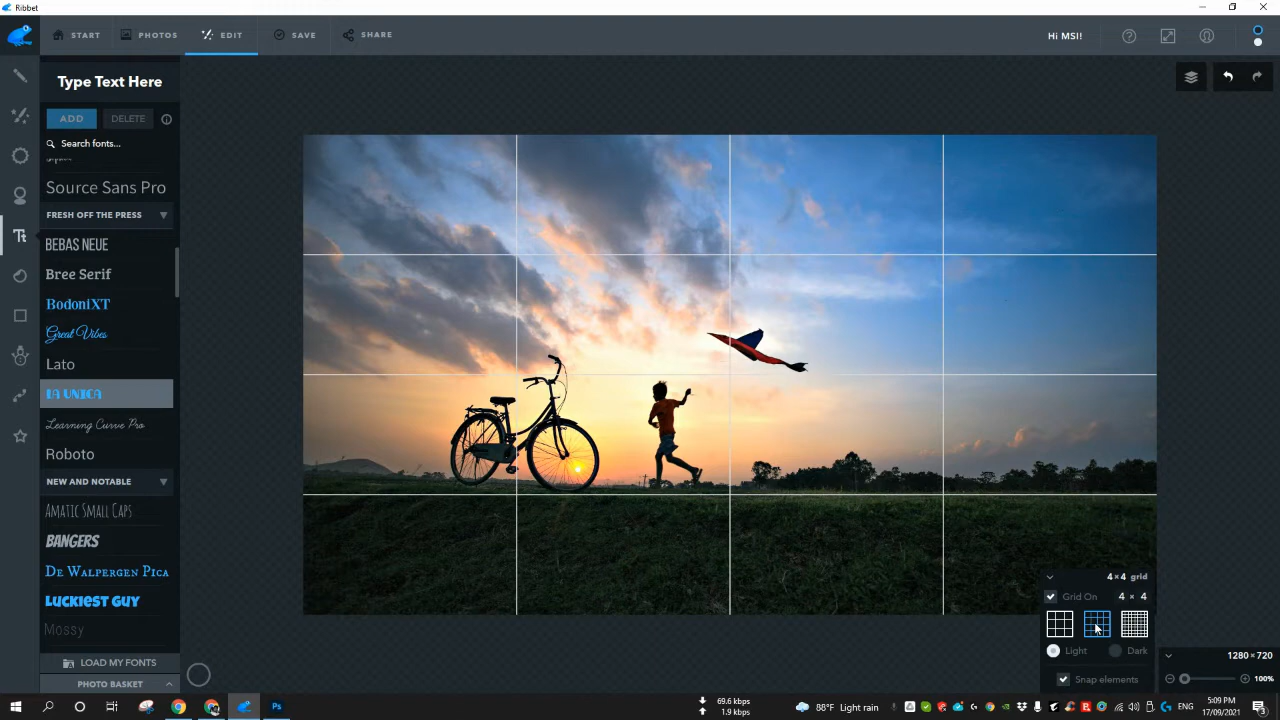 Ribbet
START
PHOTOS
EDIT
SAVE
SHARE
Hi MSI!
Type Text Here
ADD
DELETE
Search fonts...
Source Sans Pro
FRESH OFF THE PRESS
BEBAS NEUE
Bree Serif
BodoniXT
Great Vibes
Lato
LA UNICA
Learning Curve Pro
Roboto
NEW AND NOTABLE
AMATIC SMALL CAPS
BANGERS
DE WALPERGEN PICA
LUCKIEST GUY
Mossy
LOAD MY FONTS
PHOTO BASKET
4×4 grid
Grid On 4 × 4
Light Dark
Snap elements
1280×720
100%
69.6 kbps
1.9 kbps
88°F Light rain
ENG
5:09 PM
17/09/2021
3